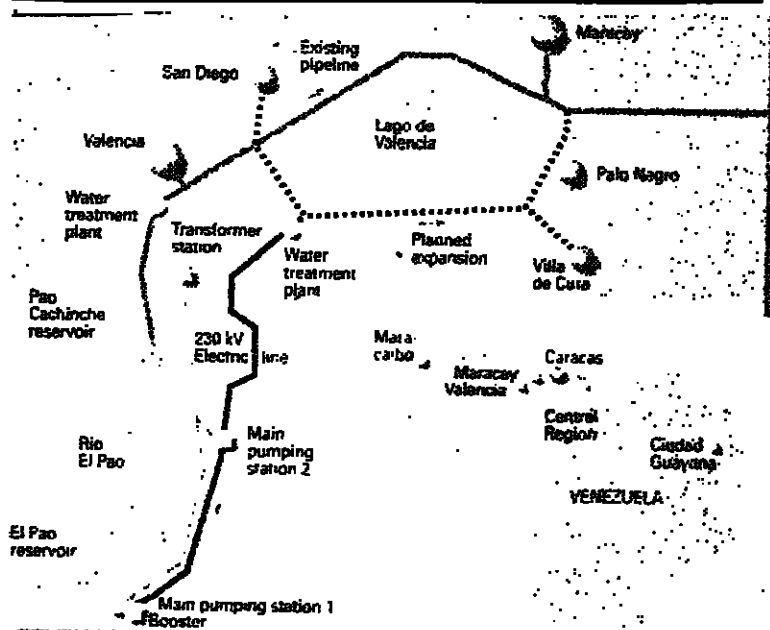 Maracay
Existing
pipeline
San Diego
Lago de
Valencia
Valencia
Palo Negro
Water
treatment
plant
Transformer
station
Water
treatment
plant
Planned
expansion
Villa
de Cura
Pao
Cachinche
reservoir
230 kV
Electric line
Mara-
caibo
Maracay
Valencia
Caracas
Central
Region
Ciudad
Guayana
VENEZUELA
Rio
El Pao
Main
pumping
station 2
El Pao
reservoir
Main pumping station 1
Booster